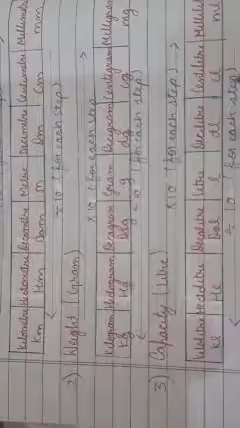 Kilometre Hectometre Decametre Metre Decimetre Centimetre Millimetre
Km Hm Dam m Dm Cm mm
÷ 10 (for each step)
2) Weight (Gram)
×10 (for each step
Kilogram Hectogram Decagram Gram Decigram Centigram Milligram
kg Hg Dag g dg cg mg
÷ 10 (for each step)
3) Capacity (Litre)
×10 (for each step)
Kilolitre Hectolitre Decalitre Litre Decilitre Centilitre Millilitre
kl Hl Dal l dl cl ml
÷ 10 (for each step)